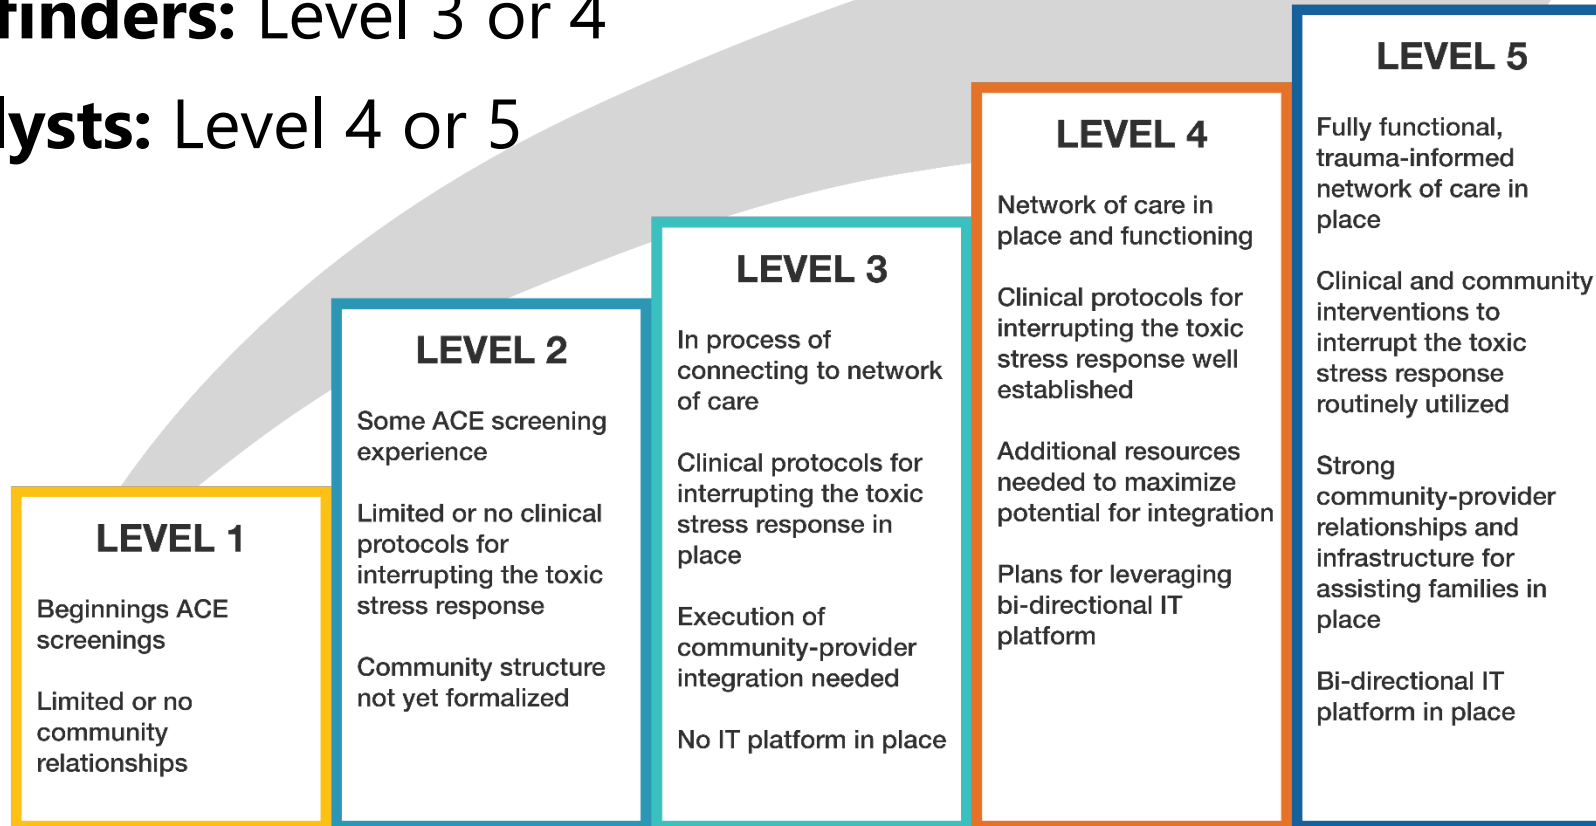 finders: Level 3 or 4
lysts: Level 4 or 5
LEVEL 1
Beginnings ACE
screenings
Limited or no
community
relationships
LEVEL 2
Some ACE screening
experience
Limited or no clinical
protocols for
interrupting the toxic
stress response
Community structure
not yet formalized
LEVEL 3
In process of
connecting to network
of care
Clinical protocols for
interrupting the toxic
stress response in
place
Execution of
community-provider
integration needed
No IT platform in place
LEVEL 4
Network of care in
place and functioning
Clinical protocols for
interrupting the toxic
stress response well
established
Additional resources
needed to maximize
potential for integration
Plans for leveraging
bi-directional IT
platform
LEVEL 5
Fully functional,
trauma-informed
network of care in
place
Clinical and community
interventions to
interrupt the toxic
stress response
routinely utilized
Strong
community-provider
relationships and
infrastructure for
assisting families in
place
Bi-directional IT
platform in place